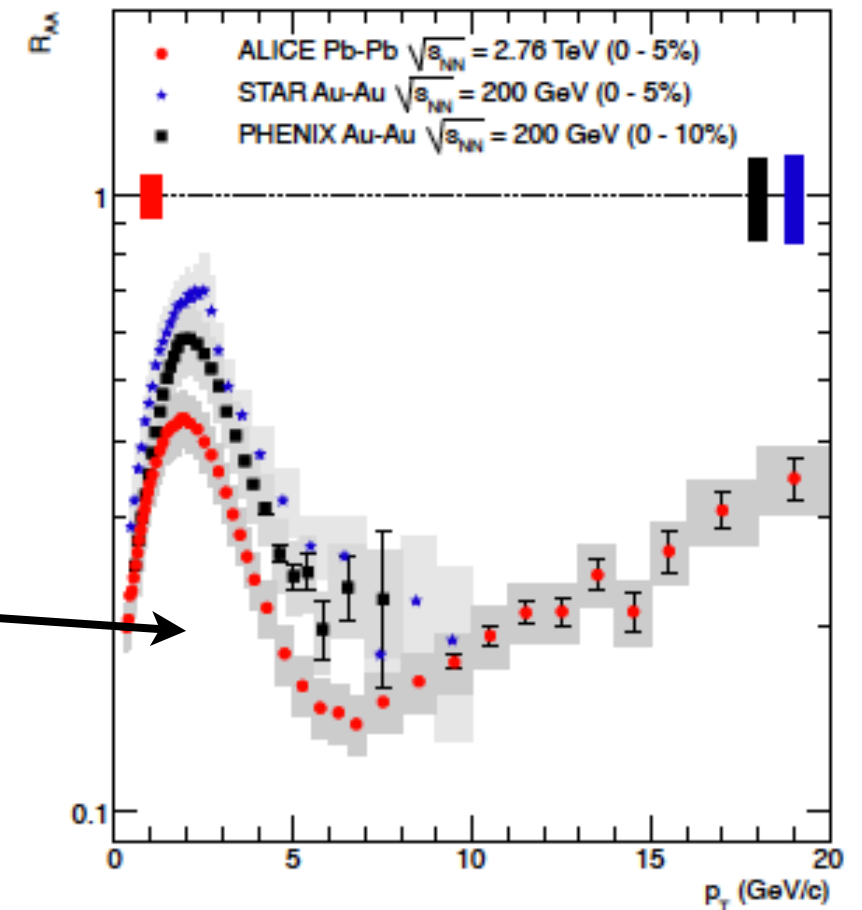 R_AA
ALICE Pb-Pb √s_NN = 2.76 TeV (0 - 5%)
STAR Au-Au √s_NN = 200 GeV (0 - 5%)
PHENIX Au-Au √s_NN = 200 GeV (0 - 10%)
1
0.1
0 5 10 15 20
p_T (GeV/c)